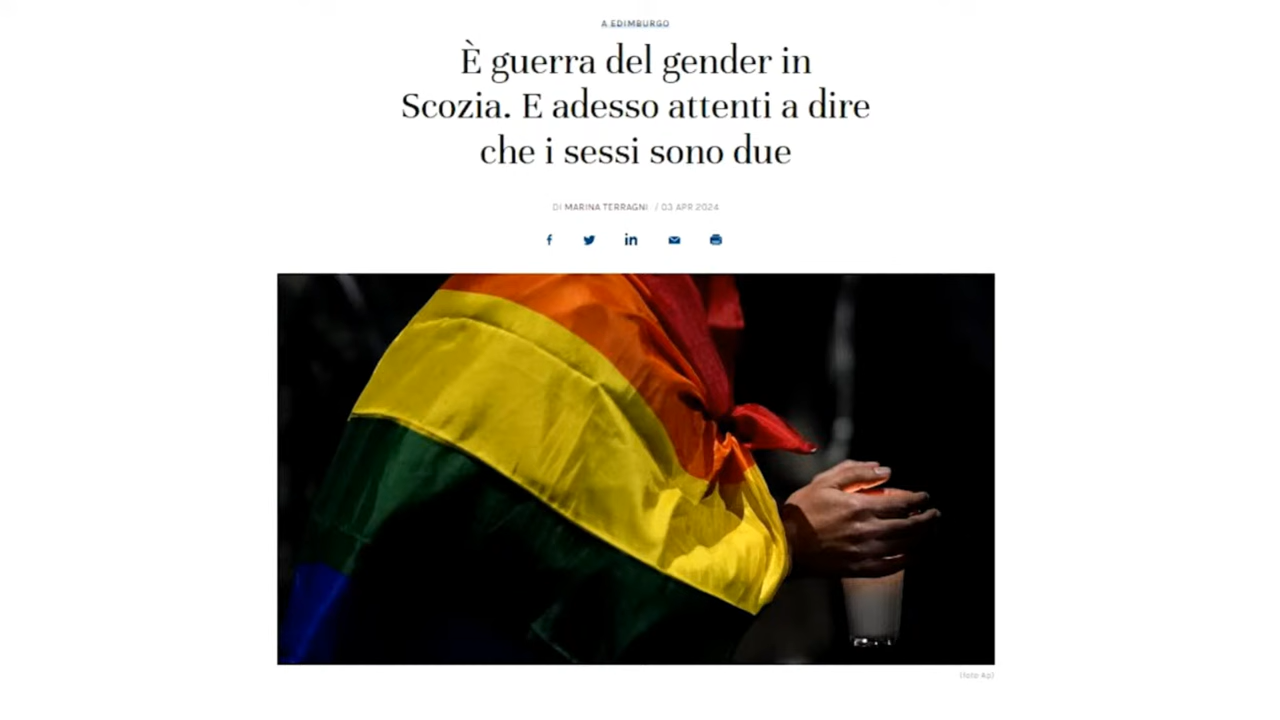 A EDIMBURGO
È guerra del gender in
Scozia. E adesso attenti a dire
che i sessi sono due
DI MARINA TERRAGNI / 03 APR 2024
(foto Ap)